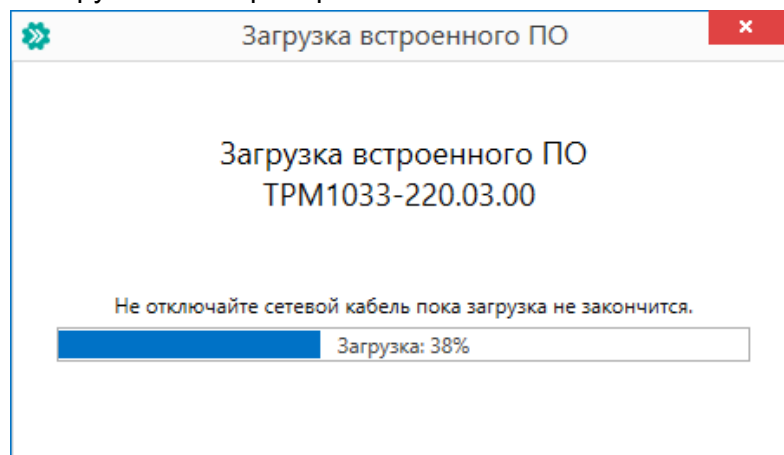 Загрузка встроенного ПО
Загрузка встроенного ПО
ТРМ1033-220.03.00
Не отключайте сетевой кабель пока загрузка не закончится.
Загрузка: 38%